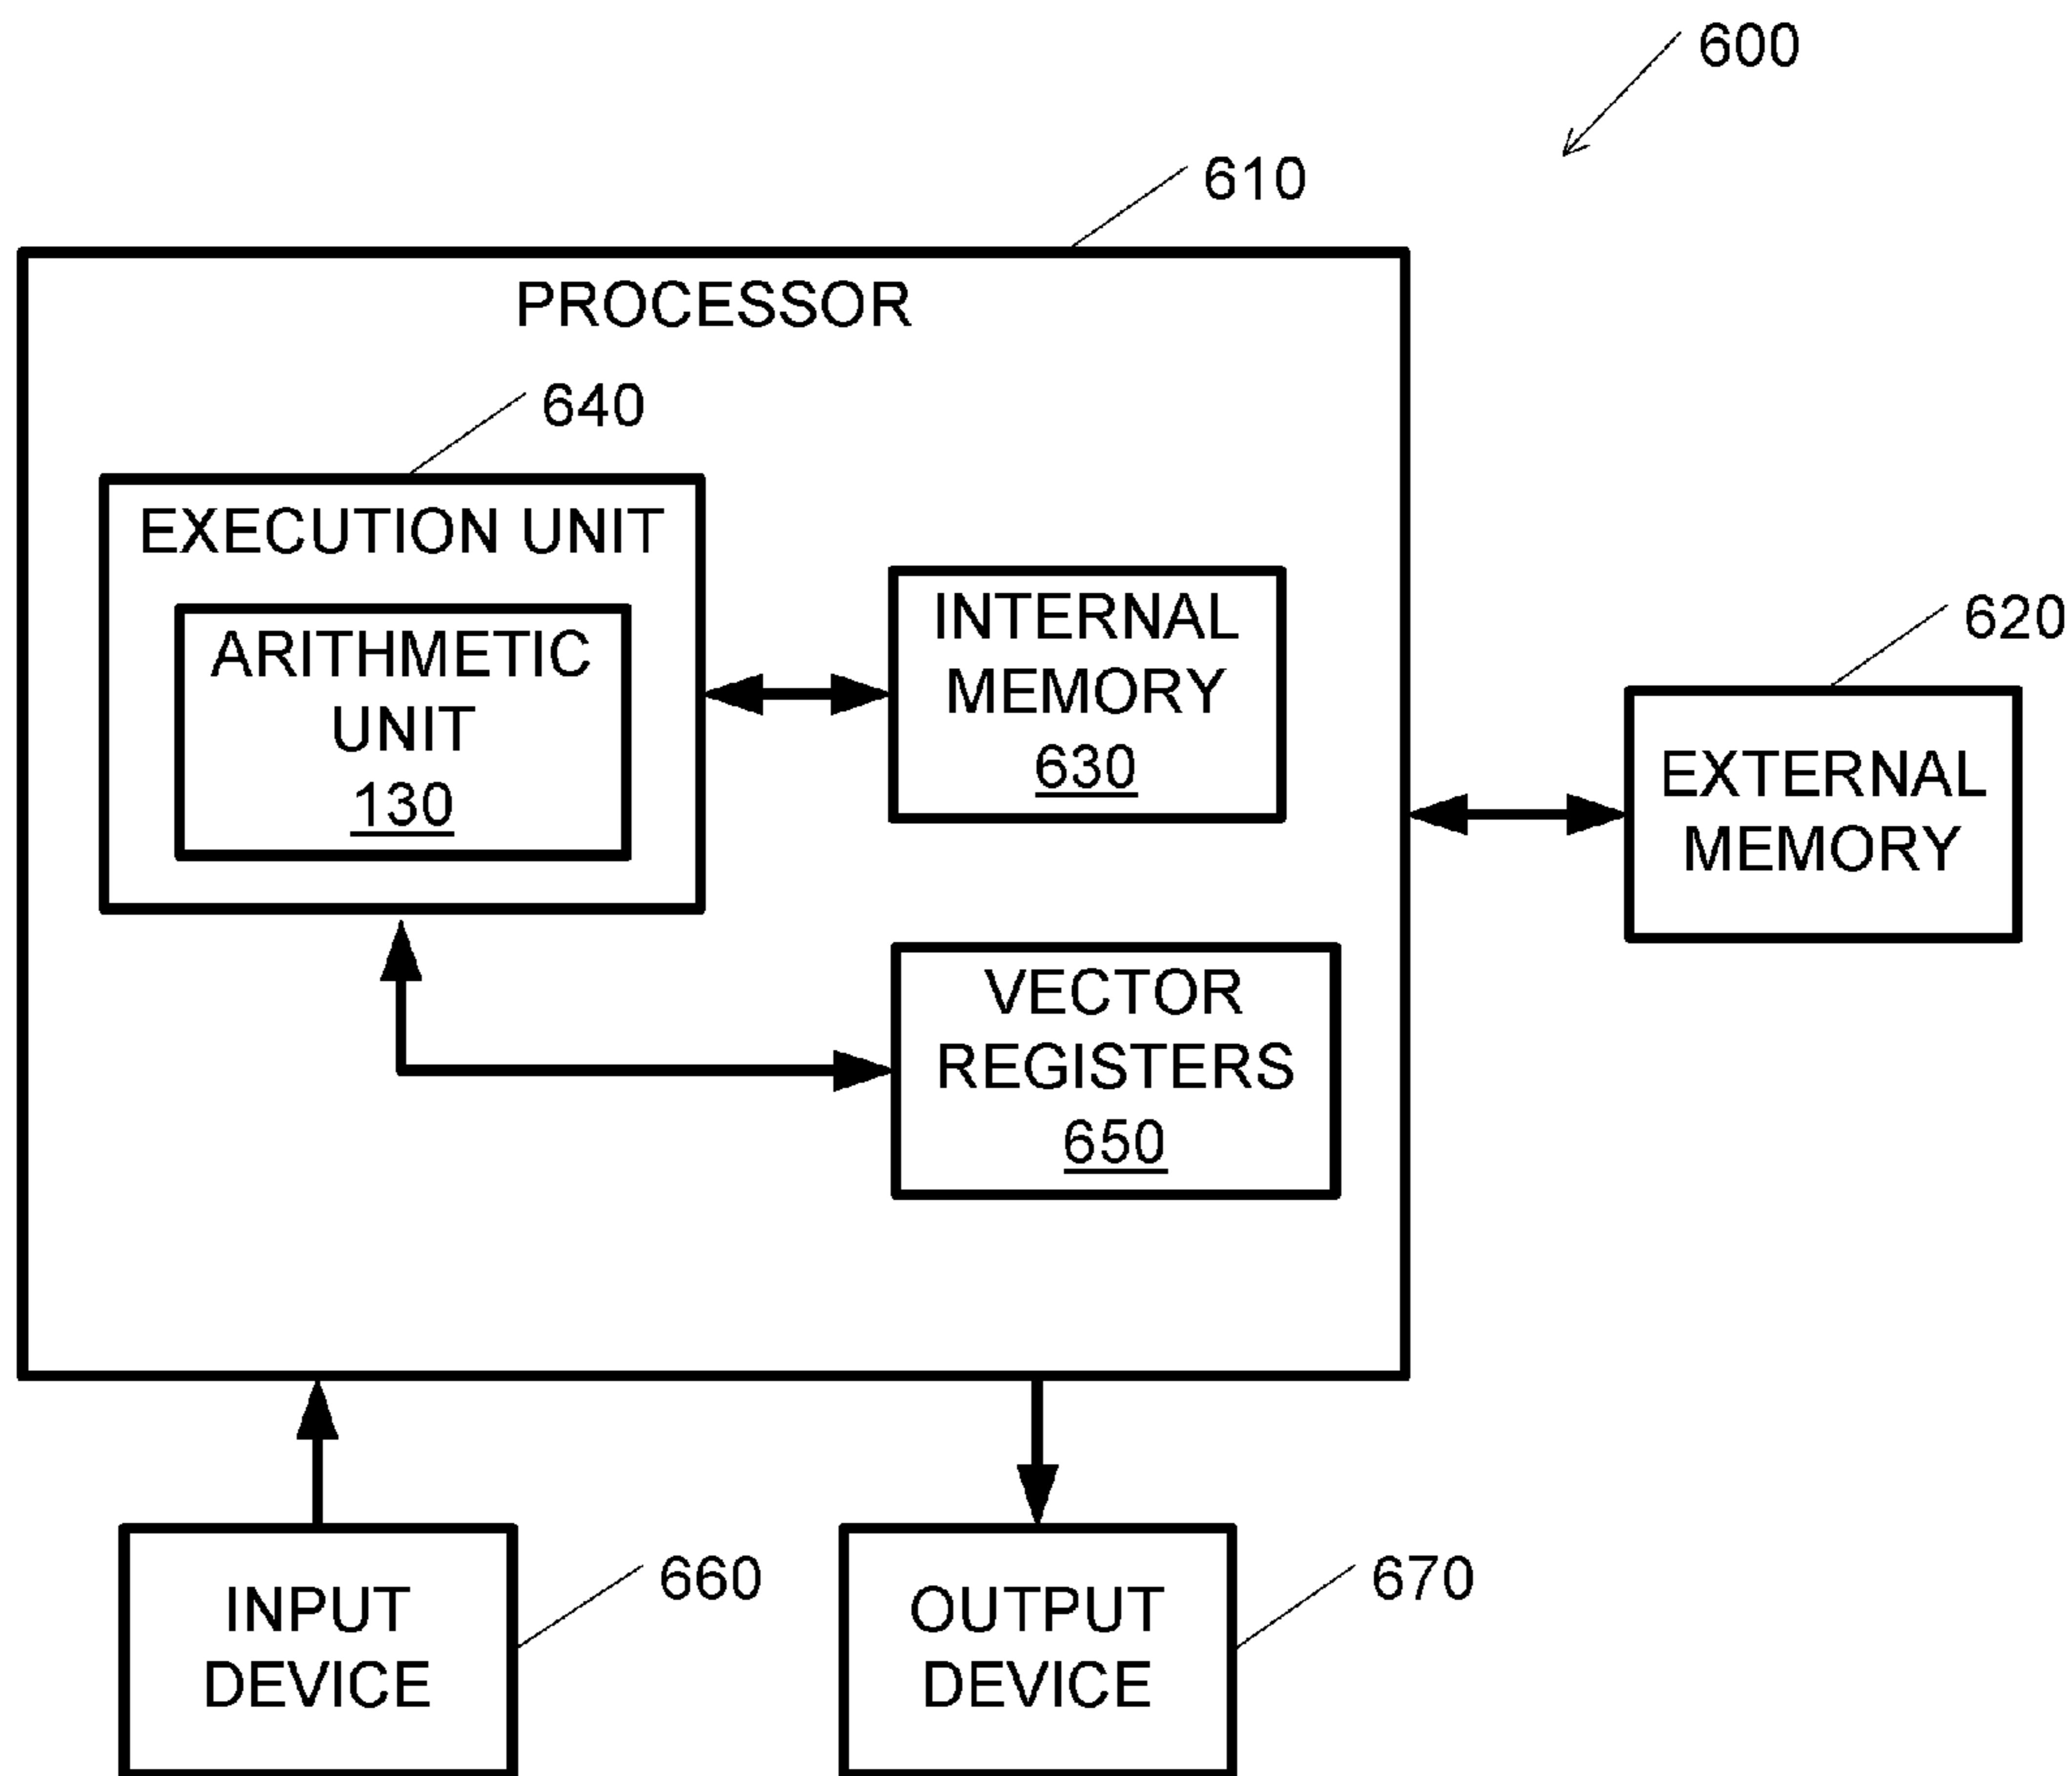 600
610
PROCESSOR
640
EXECUTION UNIT
ARITHMETIC
UNIT
130
INTERNAL
MEMORY
630
620
EXTERNAL
MEMORY
VECTOR
REGISTERS
650
660
INPUT
DEVICE
670
OUTPUT
DEVICE